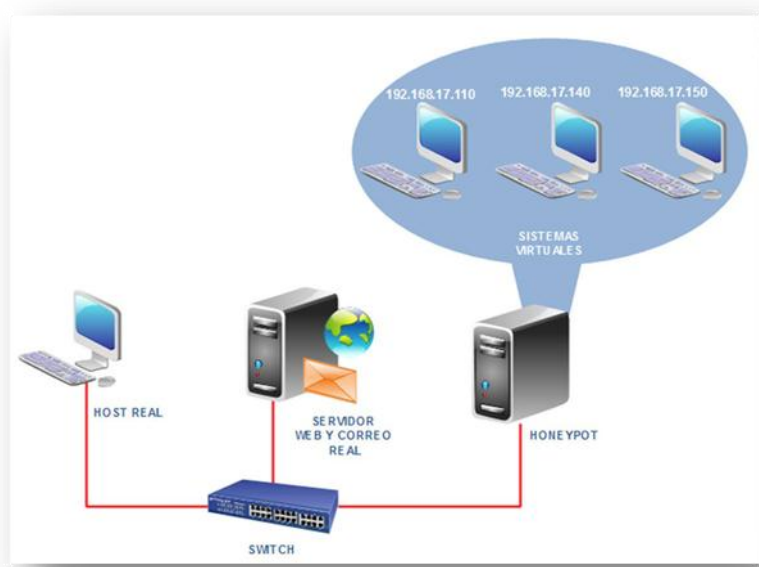 192.168.17.110
192.168.17.140
192.168.17.150
SISTEMAS
VIRTUALES
HOST REAL
SERVIDOR
WEB Y CORREO
REAL
HONEYPOT
SWITCH